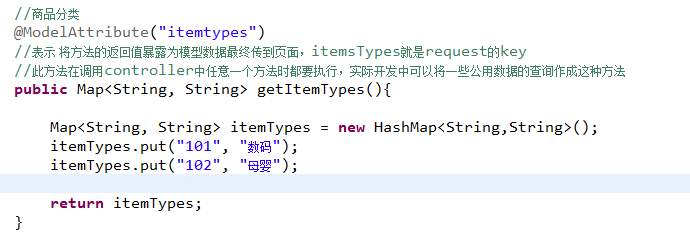 //商品分类
@ModelAttribute("itemtypes")
//表示 将方法的返回值暴露为模型数据最终传到页面，itemsTypes就是request的key
//此方法在调用controller中任意一个方法时都要执行，实际开发中可以将一些公用数据的查询作成这种方法
public Map<String, String> getItemTypes(){
Map<String, String> itemTypes = new HashMap<String,String>();
itemTypes.put("101", "数码");
itemTypes.put("102", "母婴");
return itemTypes;
}